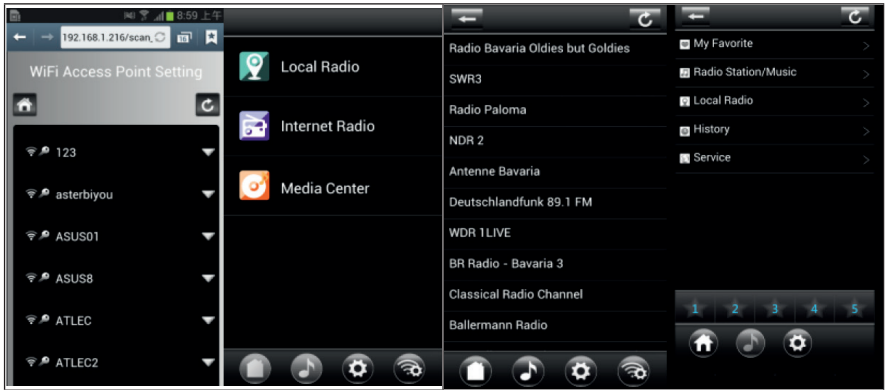 8:59 上午
192.168.1.216/scan_
16
WiFi Access Point Setting
123
asterbiyou
ASUS01
ASUS8
ATLEC
ATLEC2
Local Radio
Internet Radio
Media Center
Radio Bavaria Oldies but Goldies
SWR3
Radio Paloma
NDR 2
Antenne Bavaria
Deutschlandfunk 89.1 FM
WDR 1LIVE
BR Radio - Bavaria 3
Classical Radio Channel
Ballermann Radio
My Favorite
Radio Station/Music
Local Radio
History
Service
1 2 3 4 5